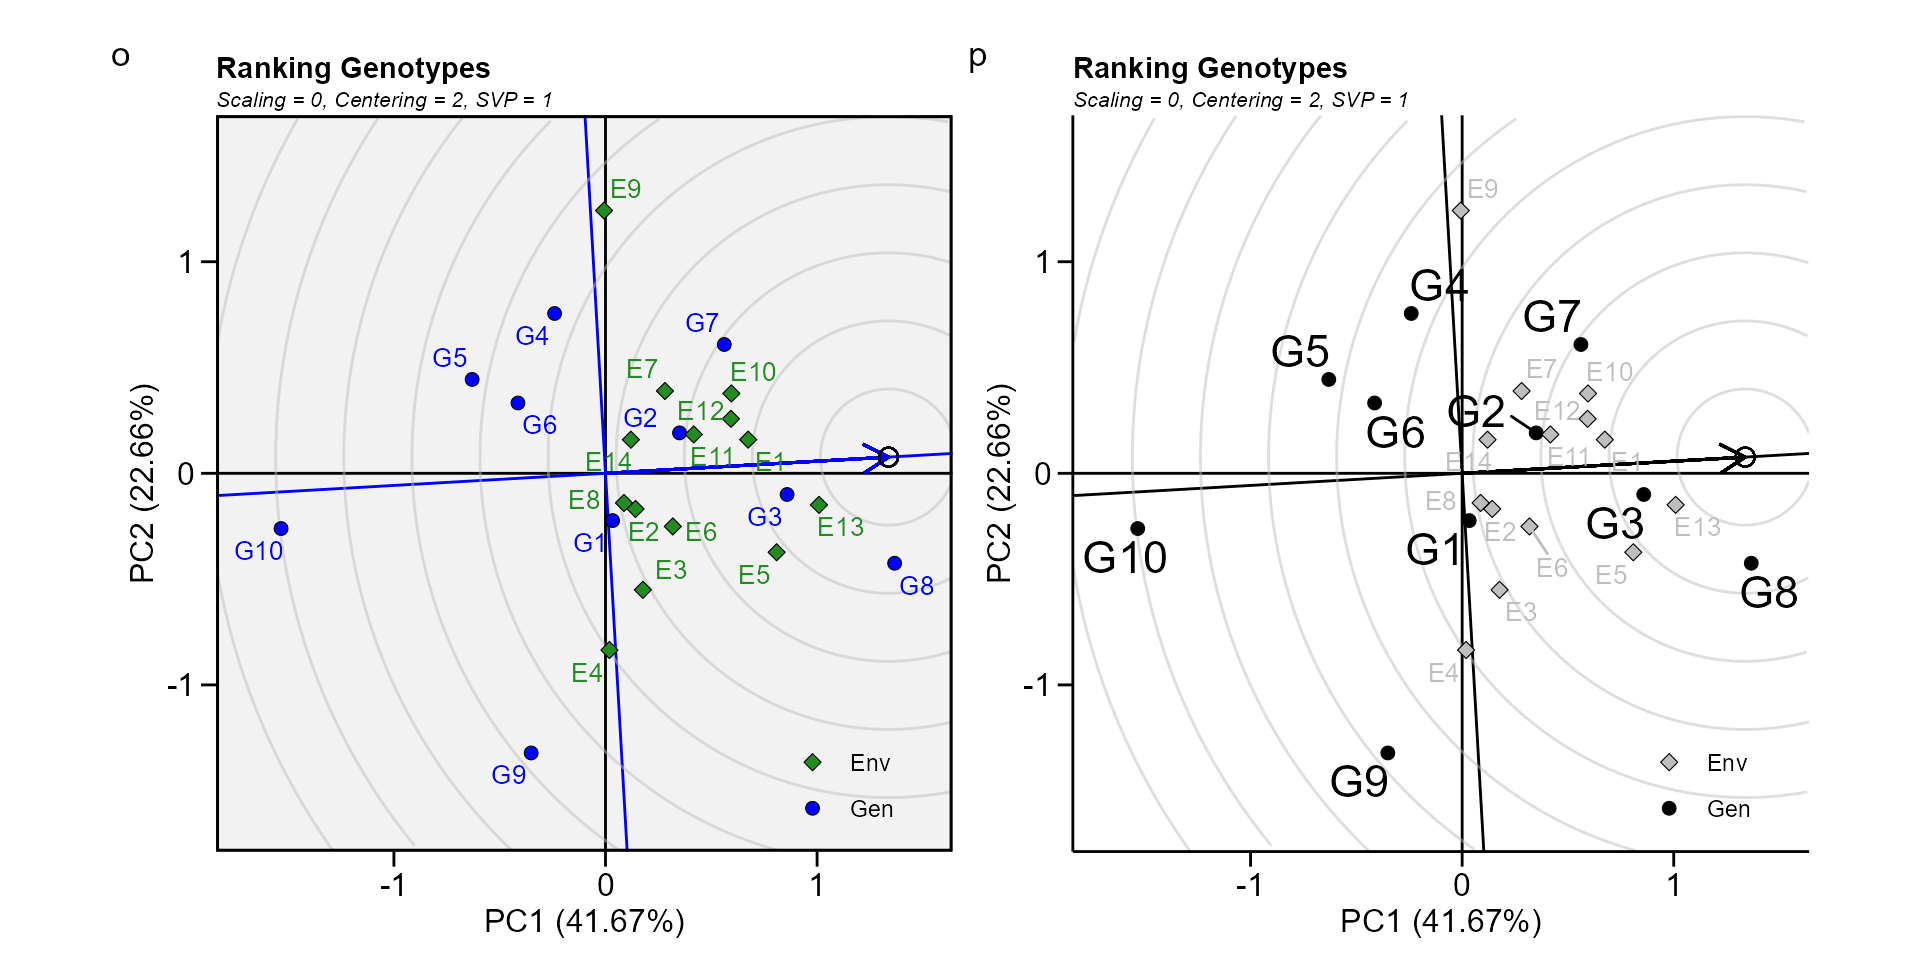 o
Ranking Genotypes
Scaling = 0, Centering = 2, SVP = 1
E9
1
G4
G7
G5
E7
E10
G6
G2
E12
E14
E11
E1
0
E8
G1
E2
E6
G3
E13
G10
E3
E5
G8
E4
-1
G9
Env
Gen
-1
0
1
PC1 (41.67%)
PC2 (22.66%)
p
Ranking Genotypes
Scaling = 0, Centering = 2, SVP = 1
E9
1
G4
G7
G5
E7
E10
G2
E12
G6
E14
E11
E1
0
E8
E2
G3
E13
G1
G10
E6
E5
G8
E3
E4
-1
G9
Env
Gen
-1
0
1
PC1 (41.67%)
PC2 (22.66%)